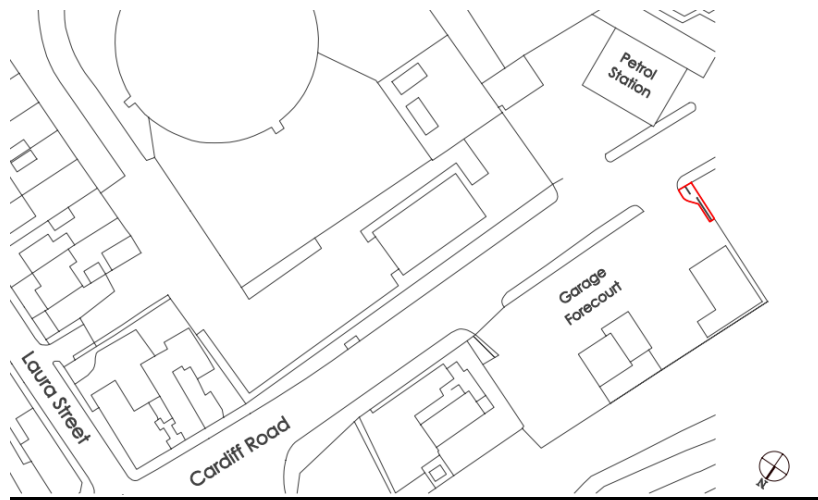 Petrol
Station
Garage
Forecourt
Laura Street
Cardiff Road
N